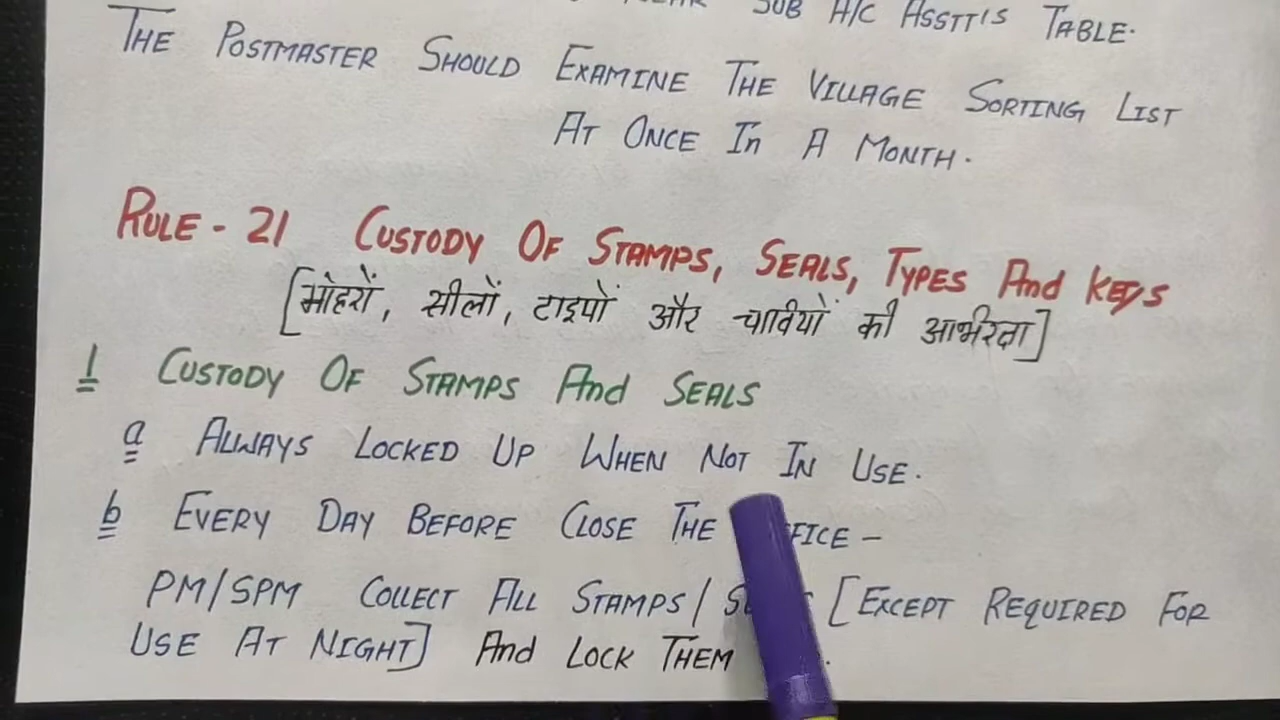 SUB A/C ASSTT'S TABLE.
THE POSTMASTER SHOULD EXAMINE THE VILLAGE SORTING LIST
AT ONCE IN A MONTH.
RULE - 21 CUSTODY OF STAMPS, SEALS, TYPES AND KEYS
[मोहरों, सीलों, टाइपों और चाबियों की अभिरक्षा]
1 CUSTODY OF STAMPS AND SEALS
a ALWAYS LOCKED UP WHEN NOT IN USE.
b EVERY DAY BEFORE CLOSE THE FICE -
PM/SPM COLLECT ALL STAMPS/ [EXCEPT REQUIRED FOR
USE AT NIGHT] AND LOCK THEM